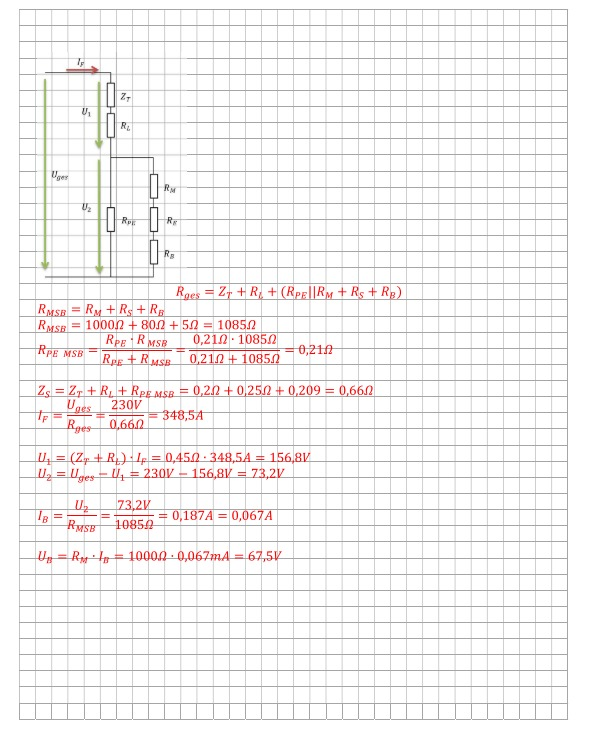 I_F
Z_T
U_1
R_L
U_ges
R_M
U_2
R_PE
R_E
R_B
R_ges = Z_T + R_L + (R_PE||R_M + R_S + R_B)
R_MSB = R_M + R_S + R_B
R_MSB = 1000Ω + 80Ω + 5Ω = 1085Ω
R_PE MSB = (R_PE · R_MSB)/(R_PE + R_MSB) = (0,21Ω · 1085Ω)/(0,21Ω + 1085Ω) = 0,21Ω
Z_S = Z_T + R_L + R_PE MSB = 0,2Ω + 0,25Ω + 0,209 = 0,66Ω
I_F = U_ges/R_ges = 230V/0,66Ω = 348,5A
U_1 = (Z_T + R_L) · I_F = 0,45Ω · 348,5A = 156,8V
U_2 = U_ges − U_1 = 230V − 156,8V = 73,2V
I_B = U_2/R_MSB = 73,2V/1085Ω = 0,187A = 0,067A
U_B = R_M · I_B = 1000Ω · 0,067mA = 67,5V